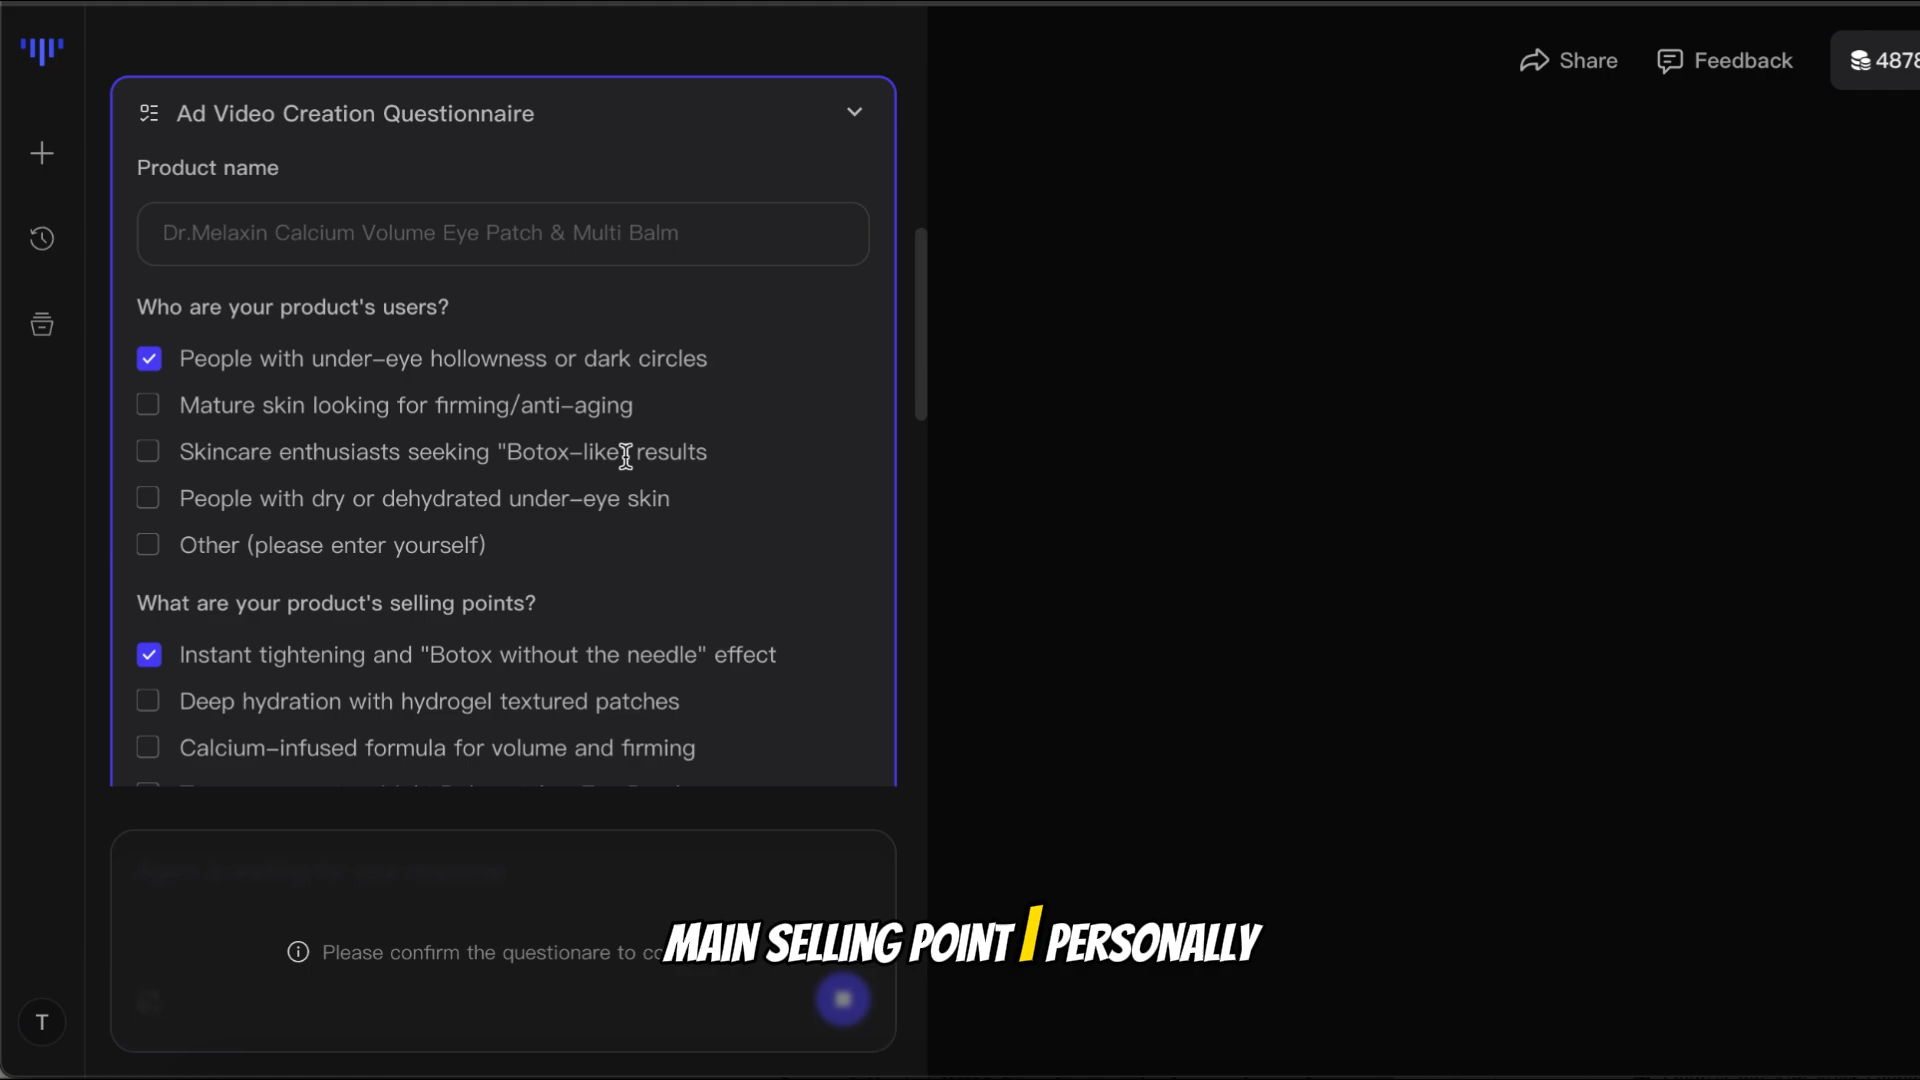 Share
Feedback
4878
Ad Video Creation Questionnaire
Product name
Dr.Melaxin Calcium Volume Eye Patch & Multi Balm
Who are your product's users?
People with under-eye hollowness or dark circles
Mature skin looking for firming/anti-aging
Skincare enthusiasts seeking "Botox-like" results
People with dry or dehydrated under-eye skin
Other (please enter yourself)
What are your product's selling points?
Instant tightening and "Botox without the needle" effect
Deep hydration with hydrogel textured patches
Calcium-infused formula for volume and firming
Please confirm the questionare to
MAIN SELLING POINT I PERSONALLY
T